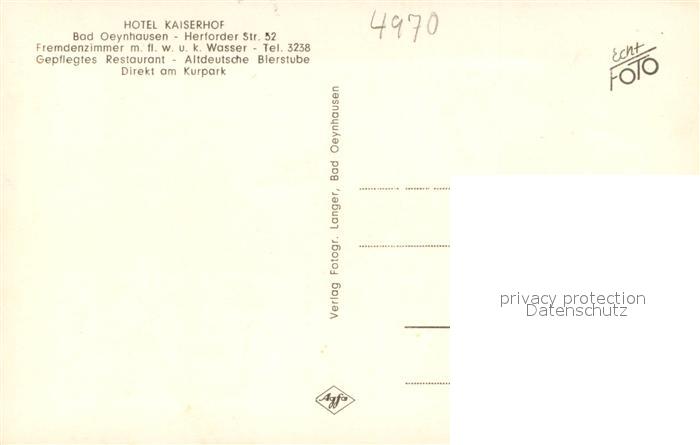 HOTEL KAISERHOF
Bad Oeynhausen - Herforder Str. 52
Fremdenzimmer m. fl. w. u. k. Wasser - Tel. 3238
Gepflegtes Restaurant - Altdeutsche Bierstube
Direkt am Kurpark
4970
Echt
FOTO
Verlag Fotogr. Langer, Bad Oeynhausen
privacy protection
Datenschutz
Agfa